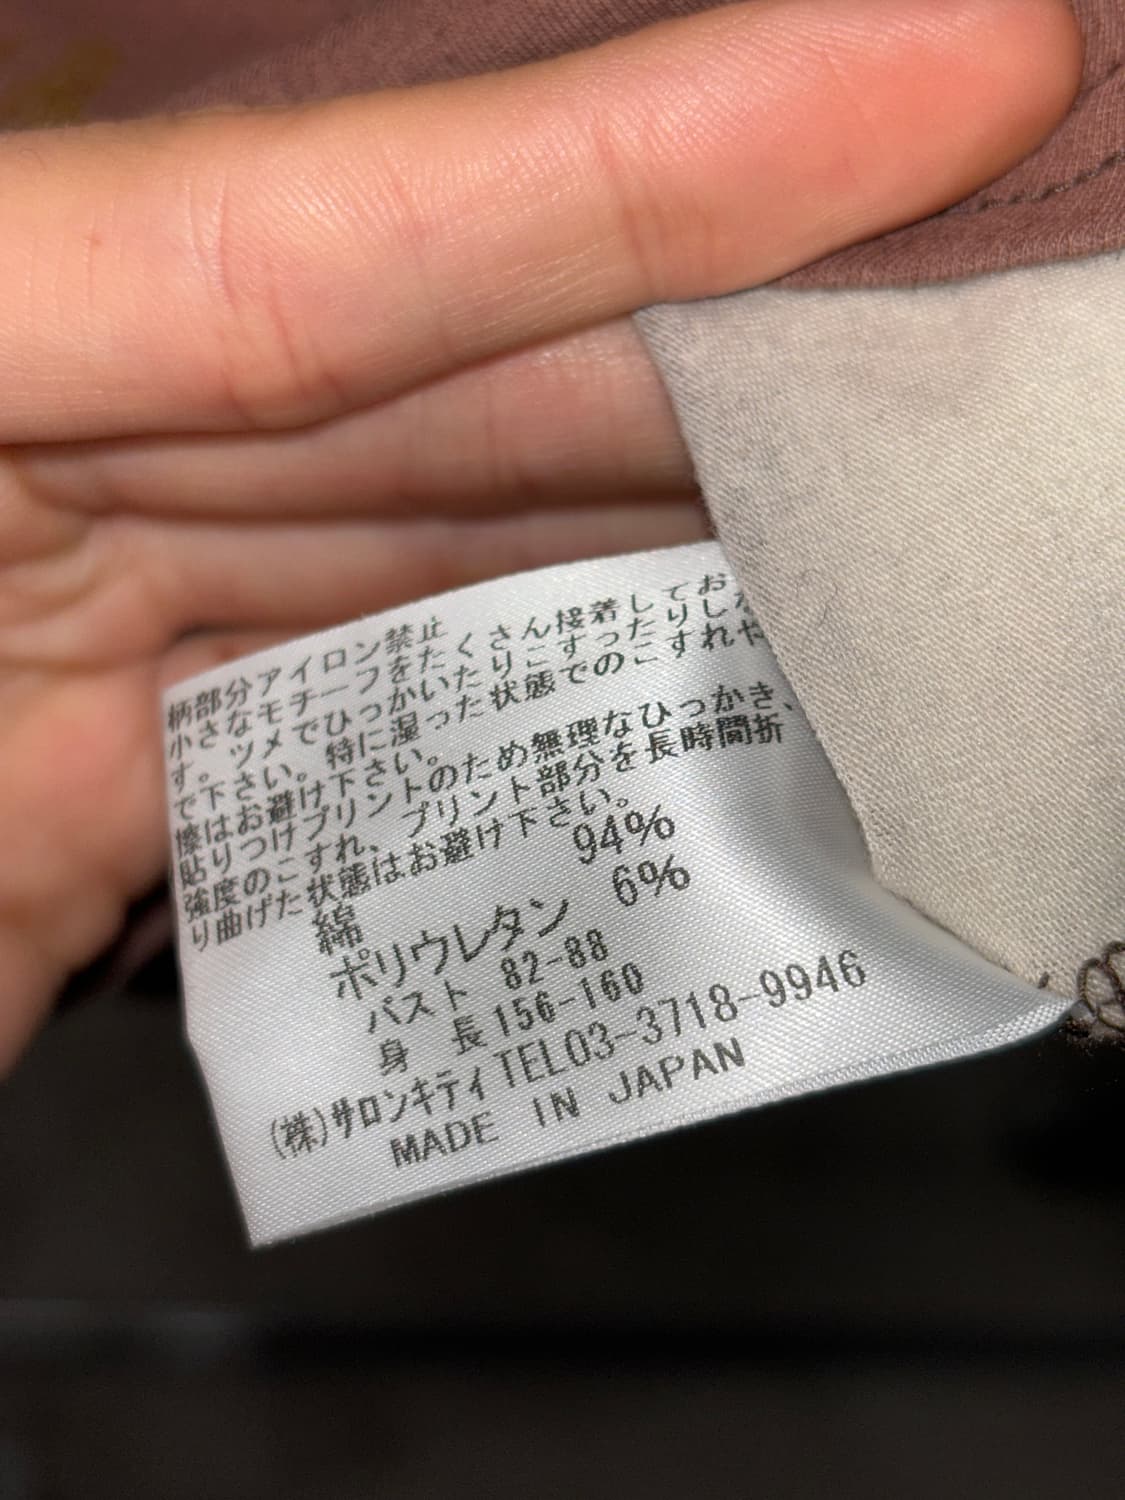 柄部分アイロン禁止
小さなモチーフをたくさん接着してお
す。ツメでひっかいたりこすったりしな
で下さい。特に湿った状態でのこすれや
擦はお避け下さい。
貼りつけプリントのため無理なひっかき、
強度のこすれ、プリント部分を長時間折
り曲げた状態はお避け下さい。
綿 94%
ポリウレタン 6%
バスト 82-88
身 長 156-160
(株)サロンキティ TEL03-3718-9946
MADE IN JAPAN